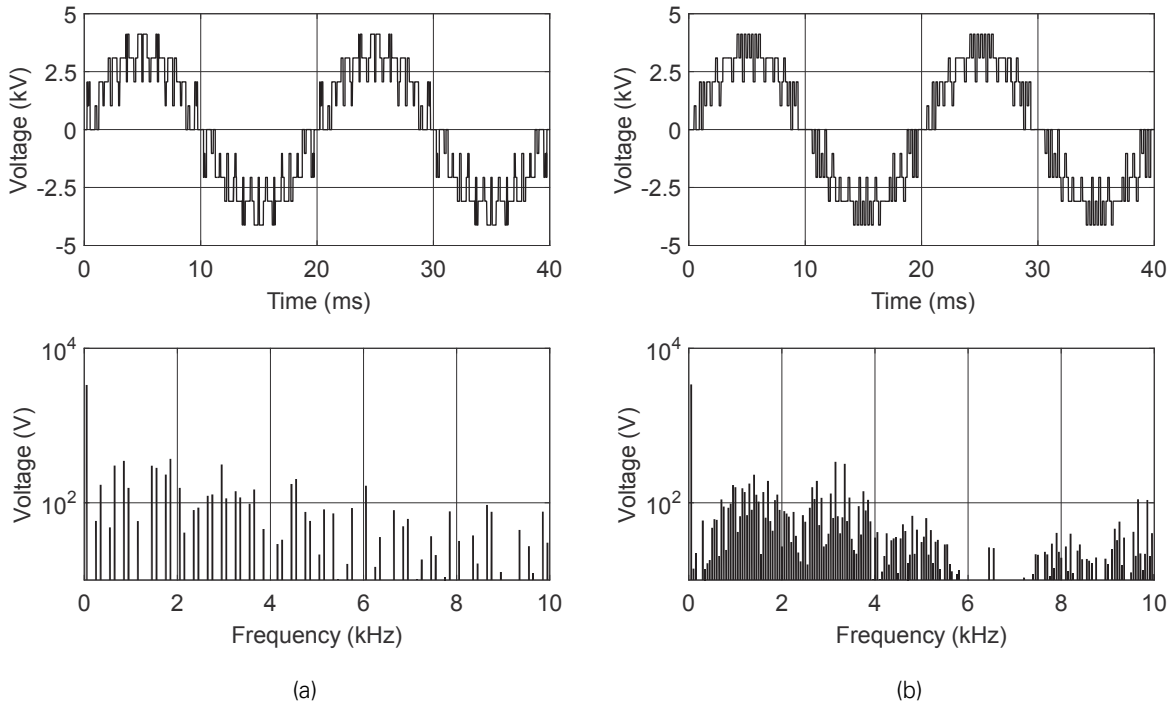 5
2.5
0
-2.5
-5
Voltage (kV)
0 10 20 30 40
Time (ms)
5
2.5
0
-2.5
-5
Voltage (kV)
0 10 20 30 40
Time (ms)
10^4
10^2
Voltage (V)
0 2 4 6 8 10
Frequency (kHz)
(a)
10^4
10^2
Voltage (V)
0 2 4 6 8 10
Frequency (kHz)
(b)